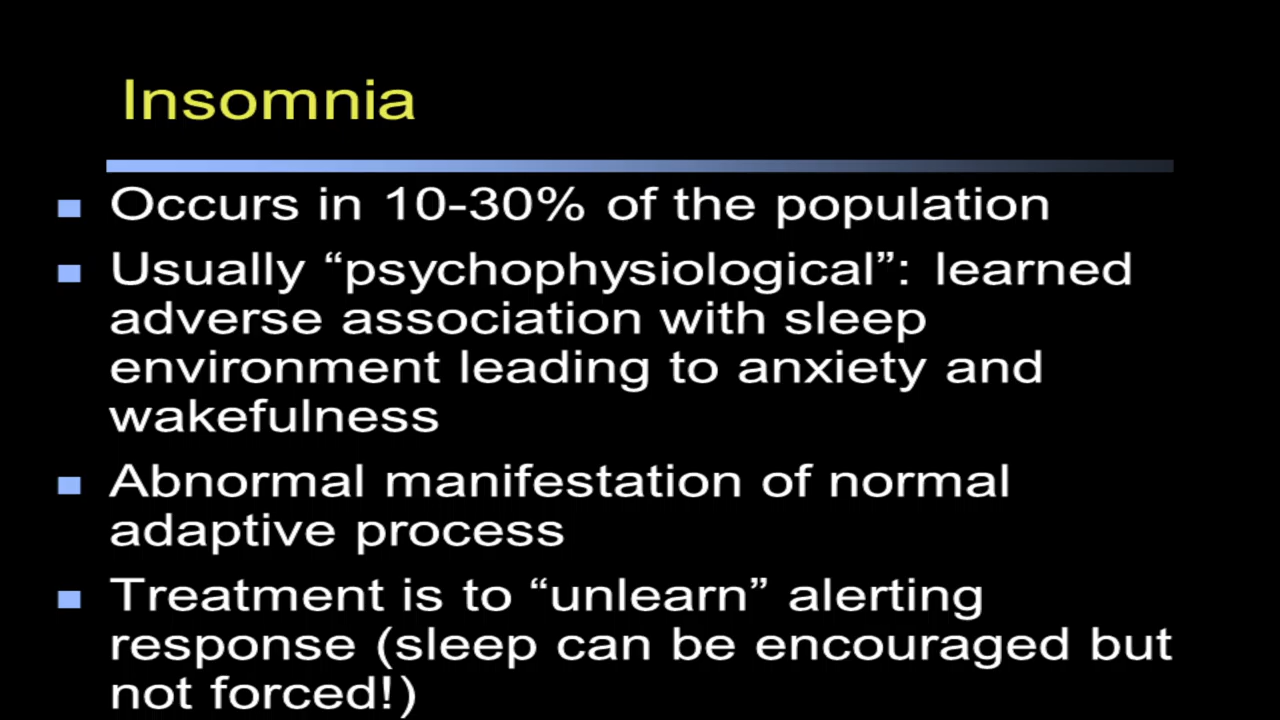 Insomnia
Occurs in 10-30% of the population
Usually “psychophysiological”: learned
adverse association with sleep
environment leading to anxiety and
wakefulness
Abnormal manifestation of normal
adaptive process
Treatment is to “unlearn” alerting
response (sleep can be encouraged but
not forced!)